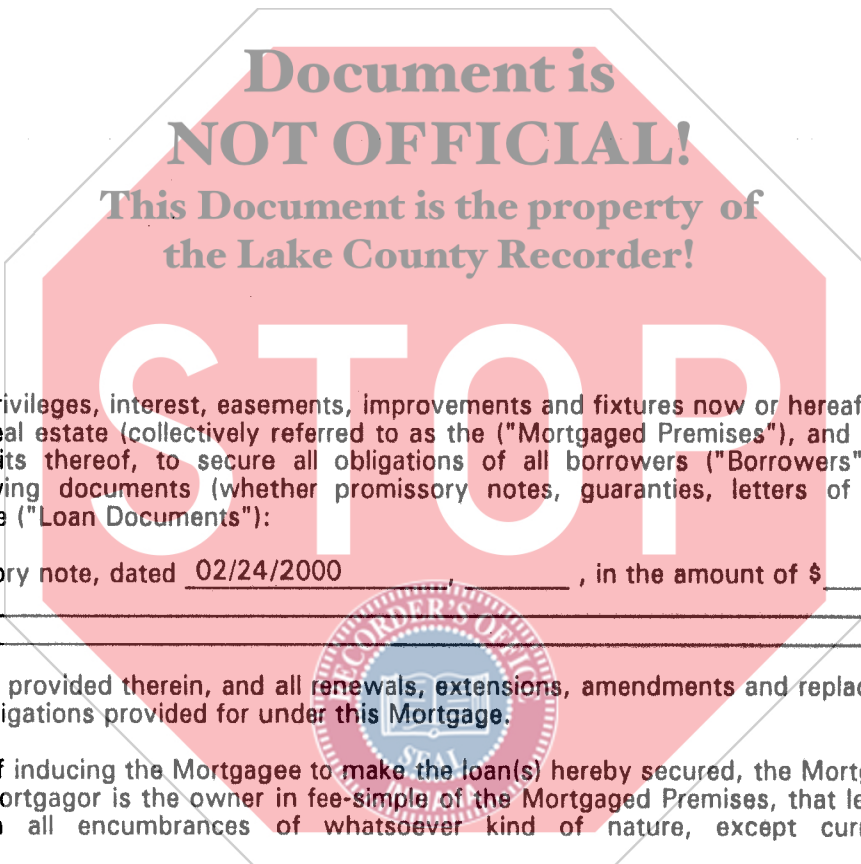 Document is
NOT OFFICIAL!
This Document is the property of
the Lake County Recorder!
STOP
rivileges, interest, easements, improvements and fixtures now or hereaf
eal estate (collectively referred to as the ("Mortgaged Premises"), and
its thereof, to secure all obligations of all borrowers ("Borrowers"
ving documents (whether promissory notes, guaranties, letters of
e ("Loan Documents"):
ory note, dated 02/24/2000 , , in the amount of $
RECORDER'S OFFICE
provided therein, and all renewals, extensions, amendments and replac
igations provided for under this Mortgage.
SEAL
f inducing the Mortgagee to make the loan(s) hereby secured, the Mortg
ortgagor is the owner in fee-simple of the Mortgaged Premises, that le
all encumbrances of whatsoever kind of nature, except curr